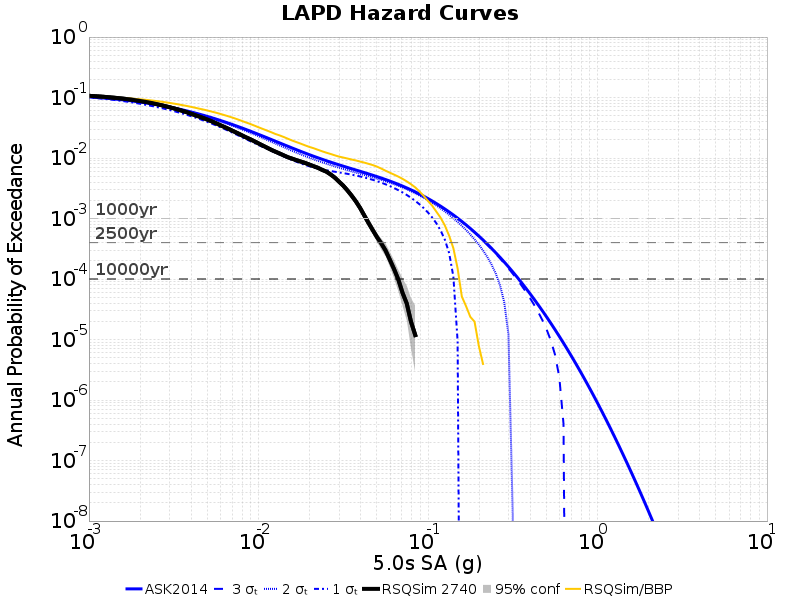 LAPD Hazard Curves
Annual Probability of Exceedance
10^0
10^-1
10^-2
10^-3
10^-4
10^-5
10^-6
10^-7
10^-8
1000yr
2500yr
10000yr
10^-3 10^-2 10^-1 10^0 10^1
5.0s SA (g)
ASK2014 3 σₜ 2 σₜ 1 σₜ RSQSim 2740 95% conf RSQSim/BBP